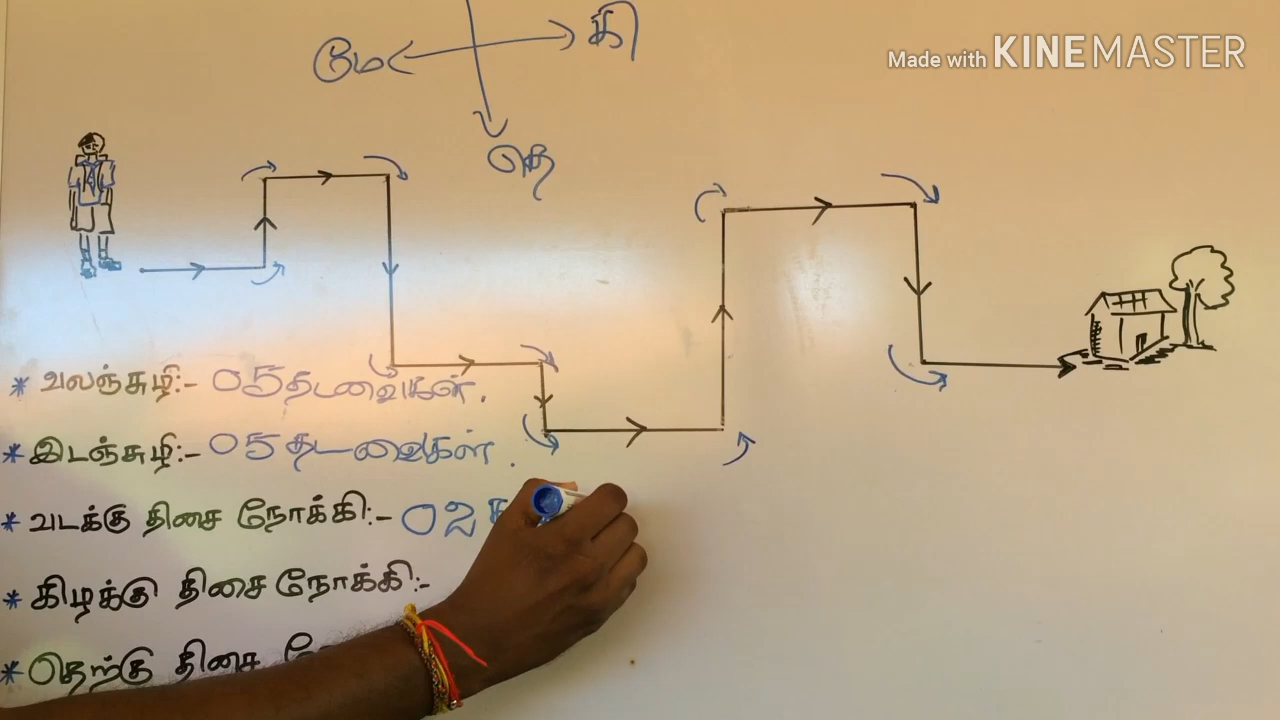 Made with KINEMASTER
மே கி
தெ
* வலஞ்சுழி:- 05 தடவைகள்.
* இடஞ்சுழி:- 05 தடவைகள்.
* வடக்கு திசை நோக்கி:- 02
* கிழக்கு திசை நோக்கி:-
* தெற்கு திசை